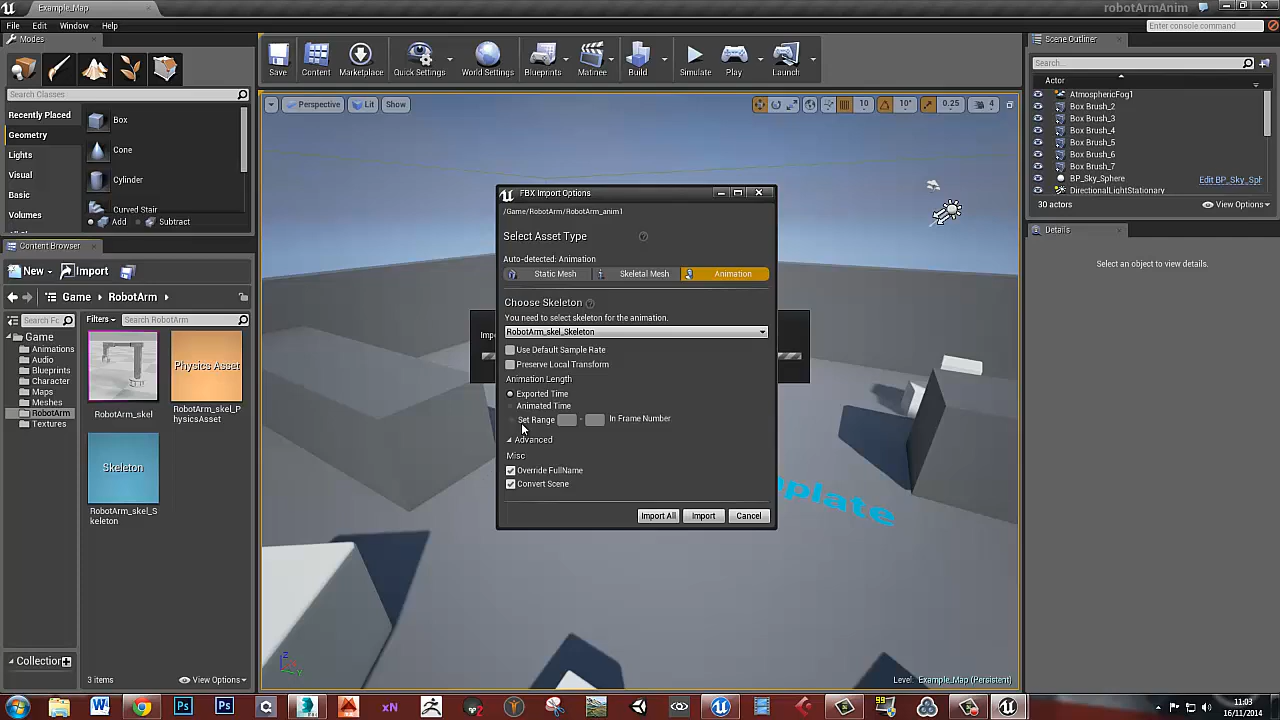 Example_Map
robotArmAnim
File Edit Window Help
Enter console command
Modes
Search Classes
Recently Placed
Geometry
Lights
Visual
Basic
Volumes
Box
Cone
Cylinder
Curved Stair
Add Subtract
Save Content Marketplace Quick Settings World Settings Blueprints Matinee Build Simulate Play Launch
Perspective Lit Show
10 10° 0.25 4
Scene Outliner
Search...
Actor
AtmosphericFog1
Box Brush_2
Box Brush_3
Box Brush_4
Box Brush_5
Box Brush_6
Box Brush_7
BP_Sky_Sphere Edit BP_Sky_Sph
DirectionalLightStationary
30 actors View Options
Details
Select an object to view details.
Content Browser
New Import
Game RobotArm
Search Fc
Filters Search RobotArm
Game
Animations
Audio
Blueprints
Character
Maps
Meshes
RobotArm
Textures
RobotArm_skel
Physics Asset
RobotArm_skel_PhysicsAsset
Skeleton
RobotArm_skel_Skeleton
Collection
3 items View Options
FBX Import Options
/Game/RobotArm/RobotArm_anim1
Select Asset Type
Auto-detected: Animation
Static Mesh Skeletal Mesh Animation
Choose Skeleton
You need to select skeleton for the animation.
RobotArm_skel_Skeleton
Use Default Sample Rate
Preserve Local Transform
Animation Length
Exported Time
Animated Time
Set Range - In Frame Number
Advanced
Misc
Override FullName
Convert Scene
Import All Import Cancel
Impo
plate
Z
Level: Example_Map (Persistent)
11:03
16/11/2014